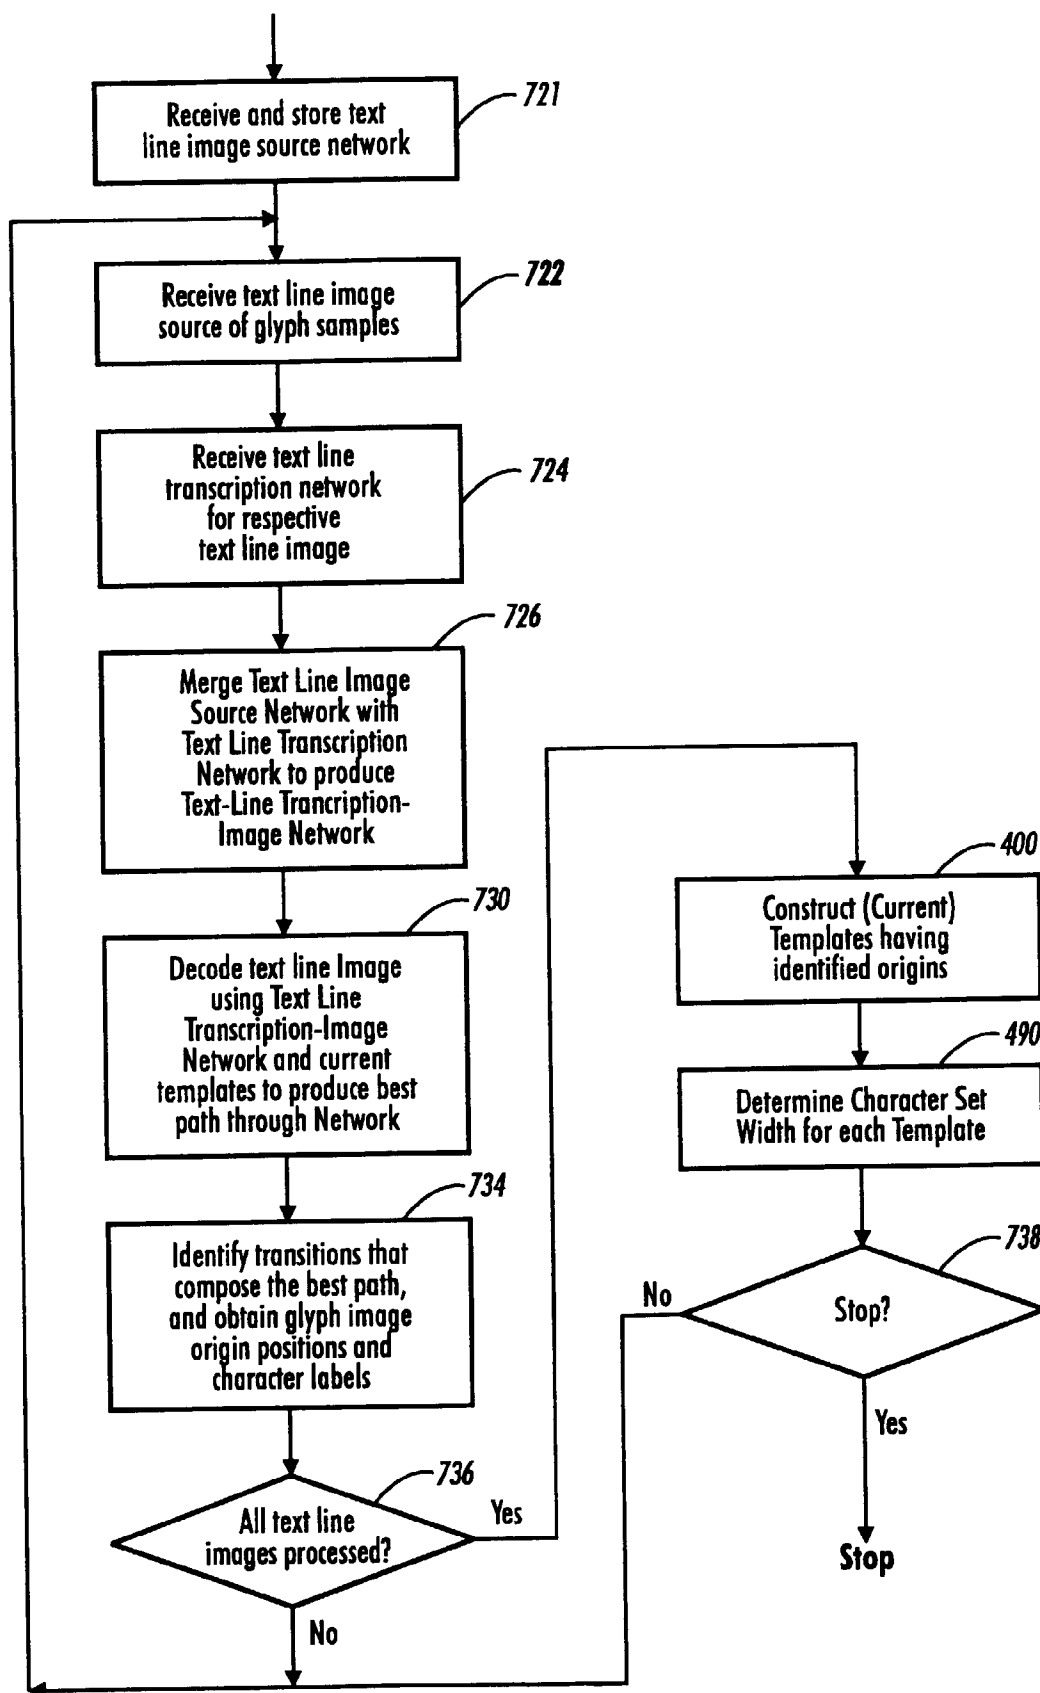 721
Receive and store text
line image source network
722
Receive text line image
source of glyph samples
724
Receive text line
transcription network
for respective
text line image
726
Merge Text Line Image
Source Network with
Text Line Transcription
Network to produce
Text-Line Trancription-
Image Network
730
Decode text line Image
using Text Line
Transcription-Image
Network and current
templates to produce best
path through Network
734
Identify transitions that
compose the best path,
and obtain glyph image
origin positions and
character labels
736
All text line
images processed?
Yes
No
400
Construct (Current)
Templates having
identified origins
490
Determine Character Set
Width for each Template
738
Stop?
No
Yes
Stop